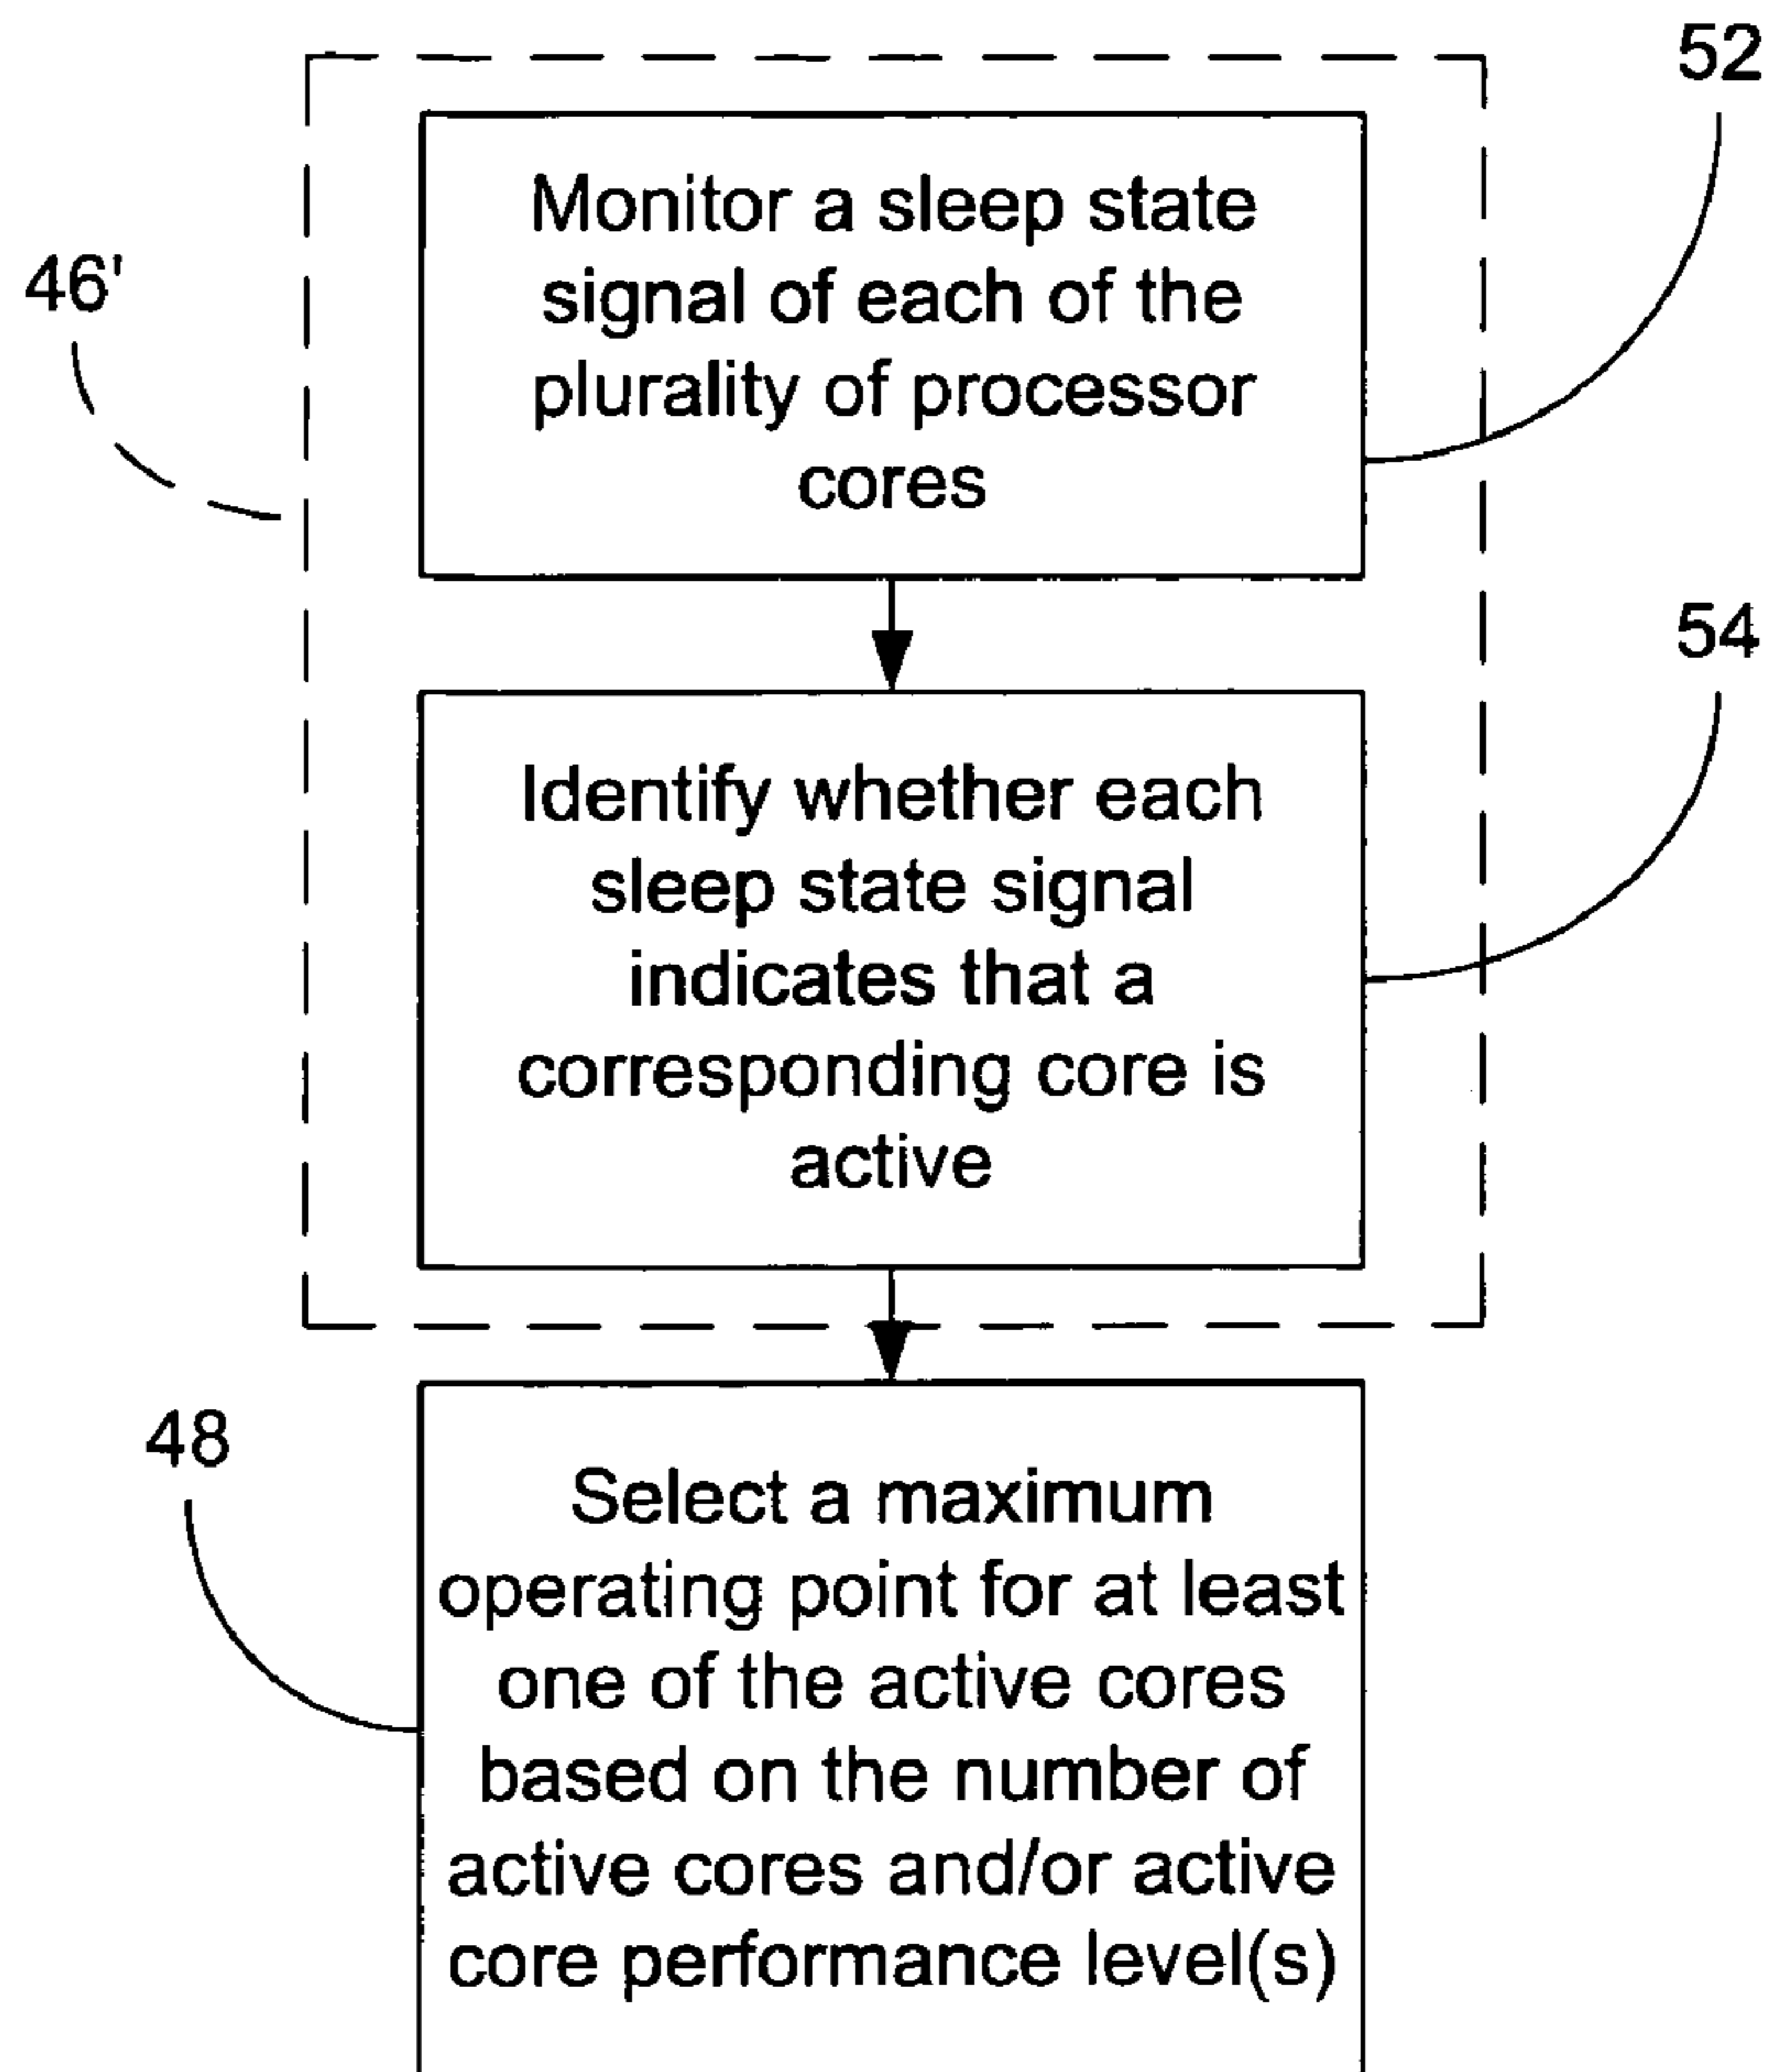 52
Monitor a sleep state
signal of each of the
plurality of processor
cores
46'
54
Identify whether each
sleep state signal
indicates that a
corresponding core is
active
48
Select a maximum
operating point for at least
one of the active cores
based on the number of
active cores and/or active
core performance level(s)